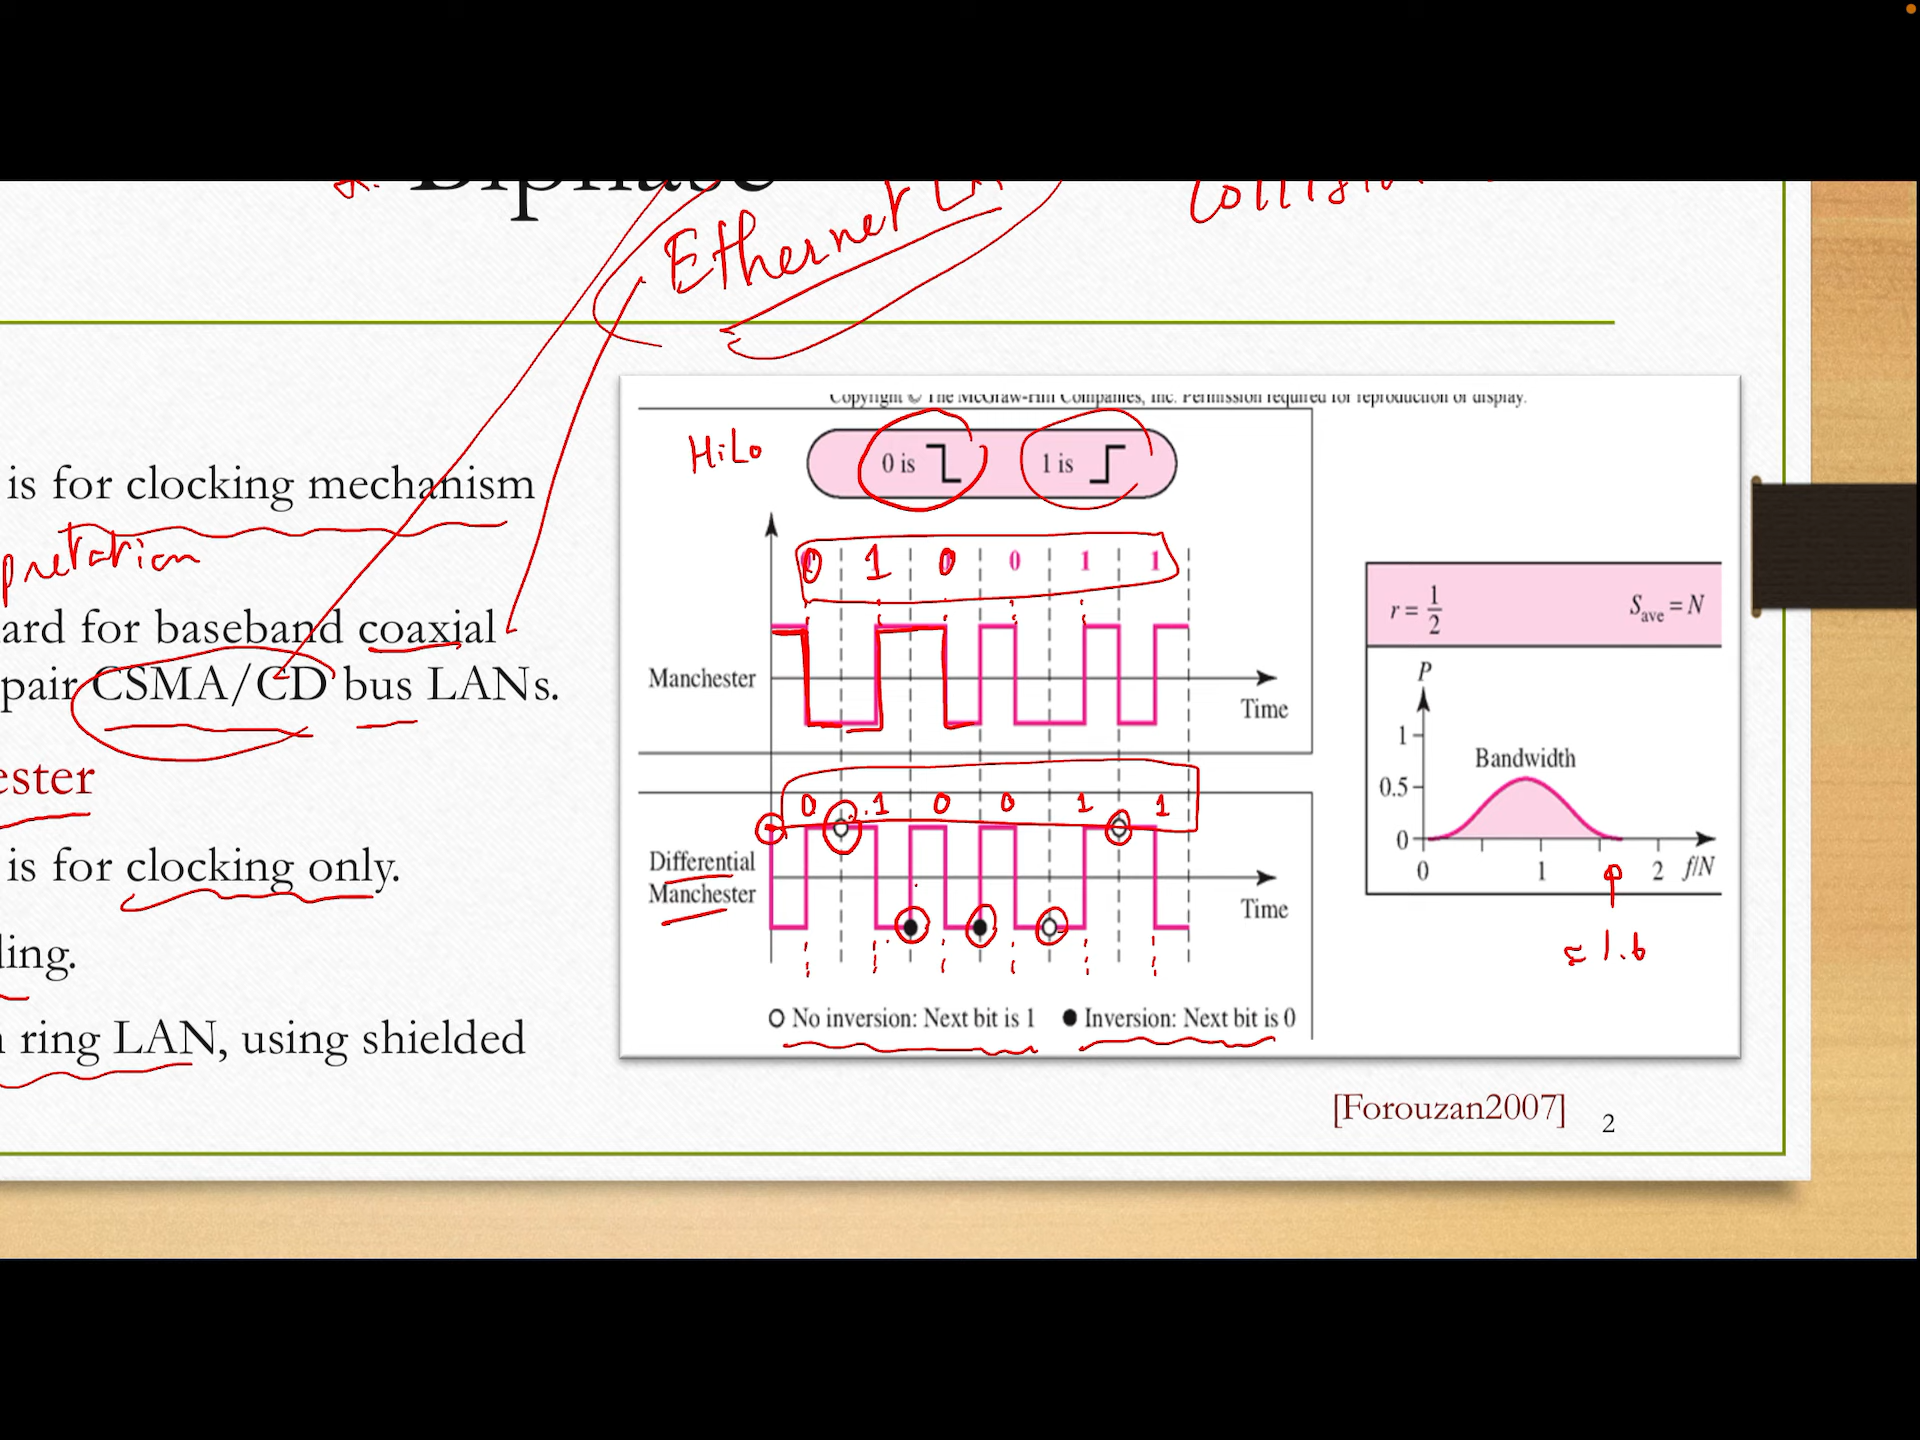 Biphase
Ethernet
is for clocking mechanism
pretation
ard for baseband coaxial
pair CSMA/CD bus LANs.
ester
is for clocking only.
ding.
ring LAN, using shielded
Copyright © The McGraw-Hill Companies, Inc. Permission required for reproduction or display.
HiLo
0 is
1 is
0 1 0 0 1 1
Manchester
Time
0 1 0 0 1 1
Differential
Manchester
Time
No inversion: Next bit is 1
Inversion: Next bit is 0
r = 1/2
Save = N
P
1
Bandwidth
0.5
0
0 1 2 f/N
≈ 1.6
[Forouzan2007]
2